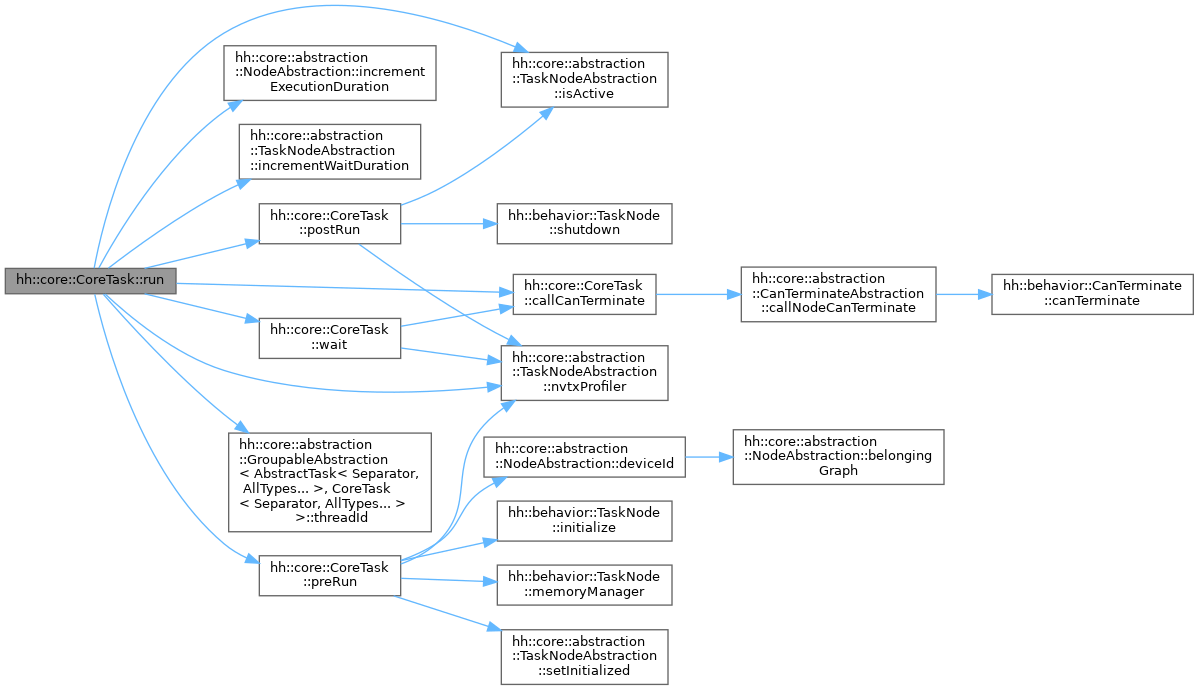 hh::core::CoreTask::run
hh::core::abstraction
::NodeAbstraction::increment
ExecutionDuration
hh::core::abstraction
::TaskNodeAbstraction
::incrementWaitDuration
hh::core::CoreTask
::postRun
hh::core::CoreTask
::wait
hh::core::abstraction
::GroupableAbstraction
< AbstractTask< Separator,
AllTypes... >, CoreTask
< Separator, AllTypes... >
>::threadId
hh::core::CoreTask
::preRun
hh::core::abstraction
::TaskNodeAbstraction
::isActive
hh::behavior::TaskNode
::shutdown
hh::core::CoreTask
::callCanTerminate
hh::core::abstraction
::TaskNodeAbstraction
::nvtxProfiler
hh::core::abstraction
::NodeAbstraction::deviceId
hh::behavior::TaskNode
::initialize
hh::behavior::TaskNode
::memoryManager
hh::core::abstraction
::TaskNodeAbstraction
::setInitialized
hh::core::abstraction
::CanTerminateAbstraction
::callNodeCanTerminate
hh::core::abstraction
::NodeAbstraction::belonging
Graph
hh::behavior::CanTerminate
::canTerminate